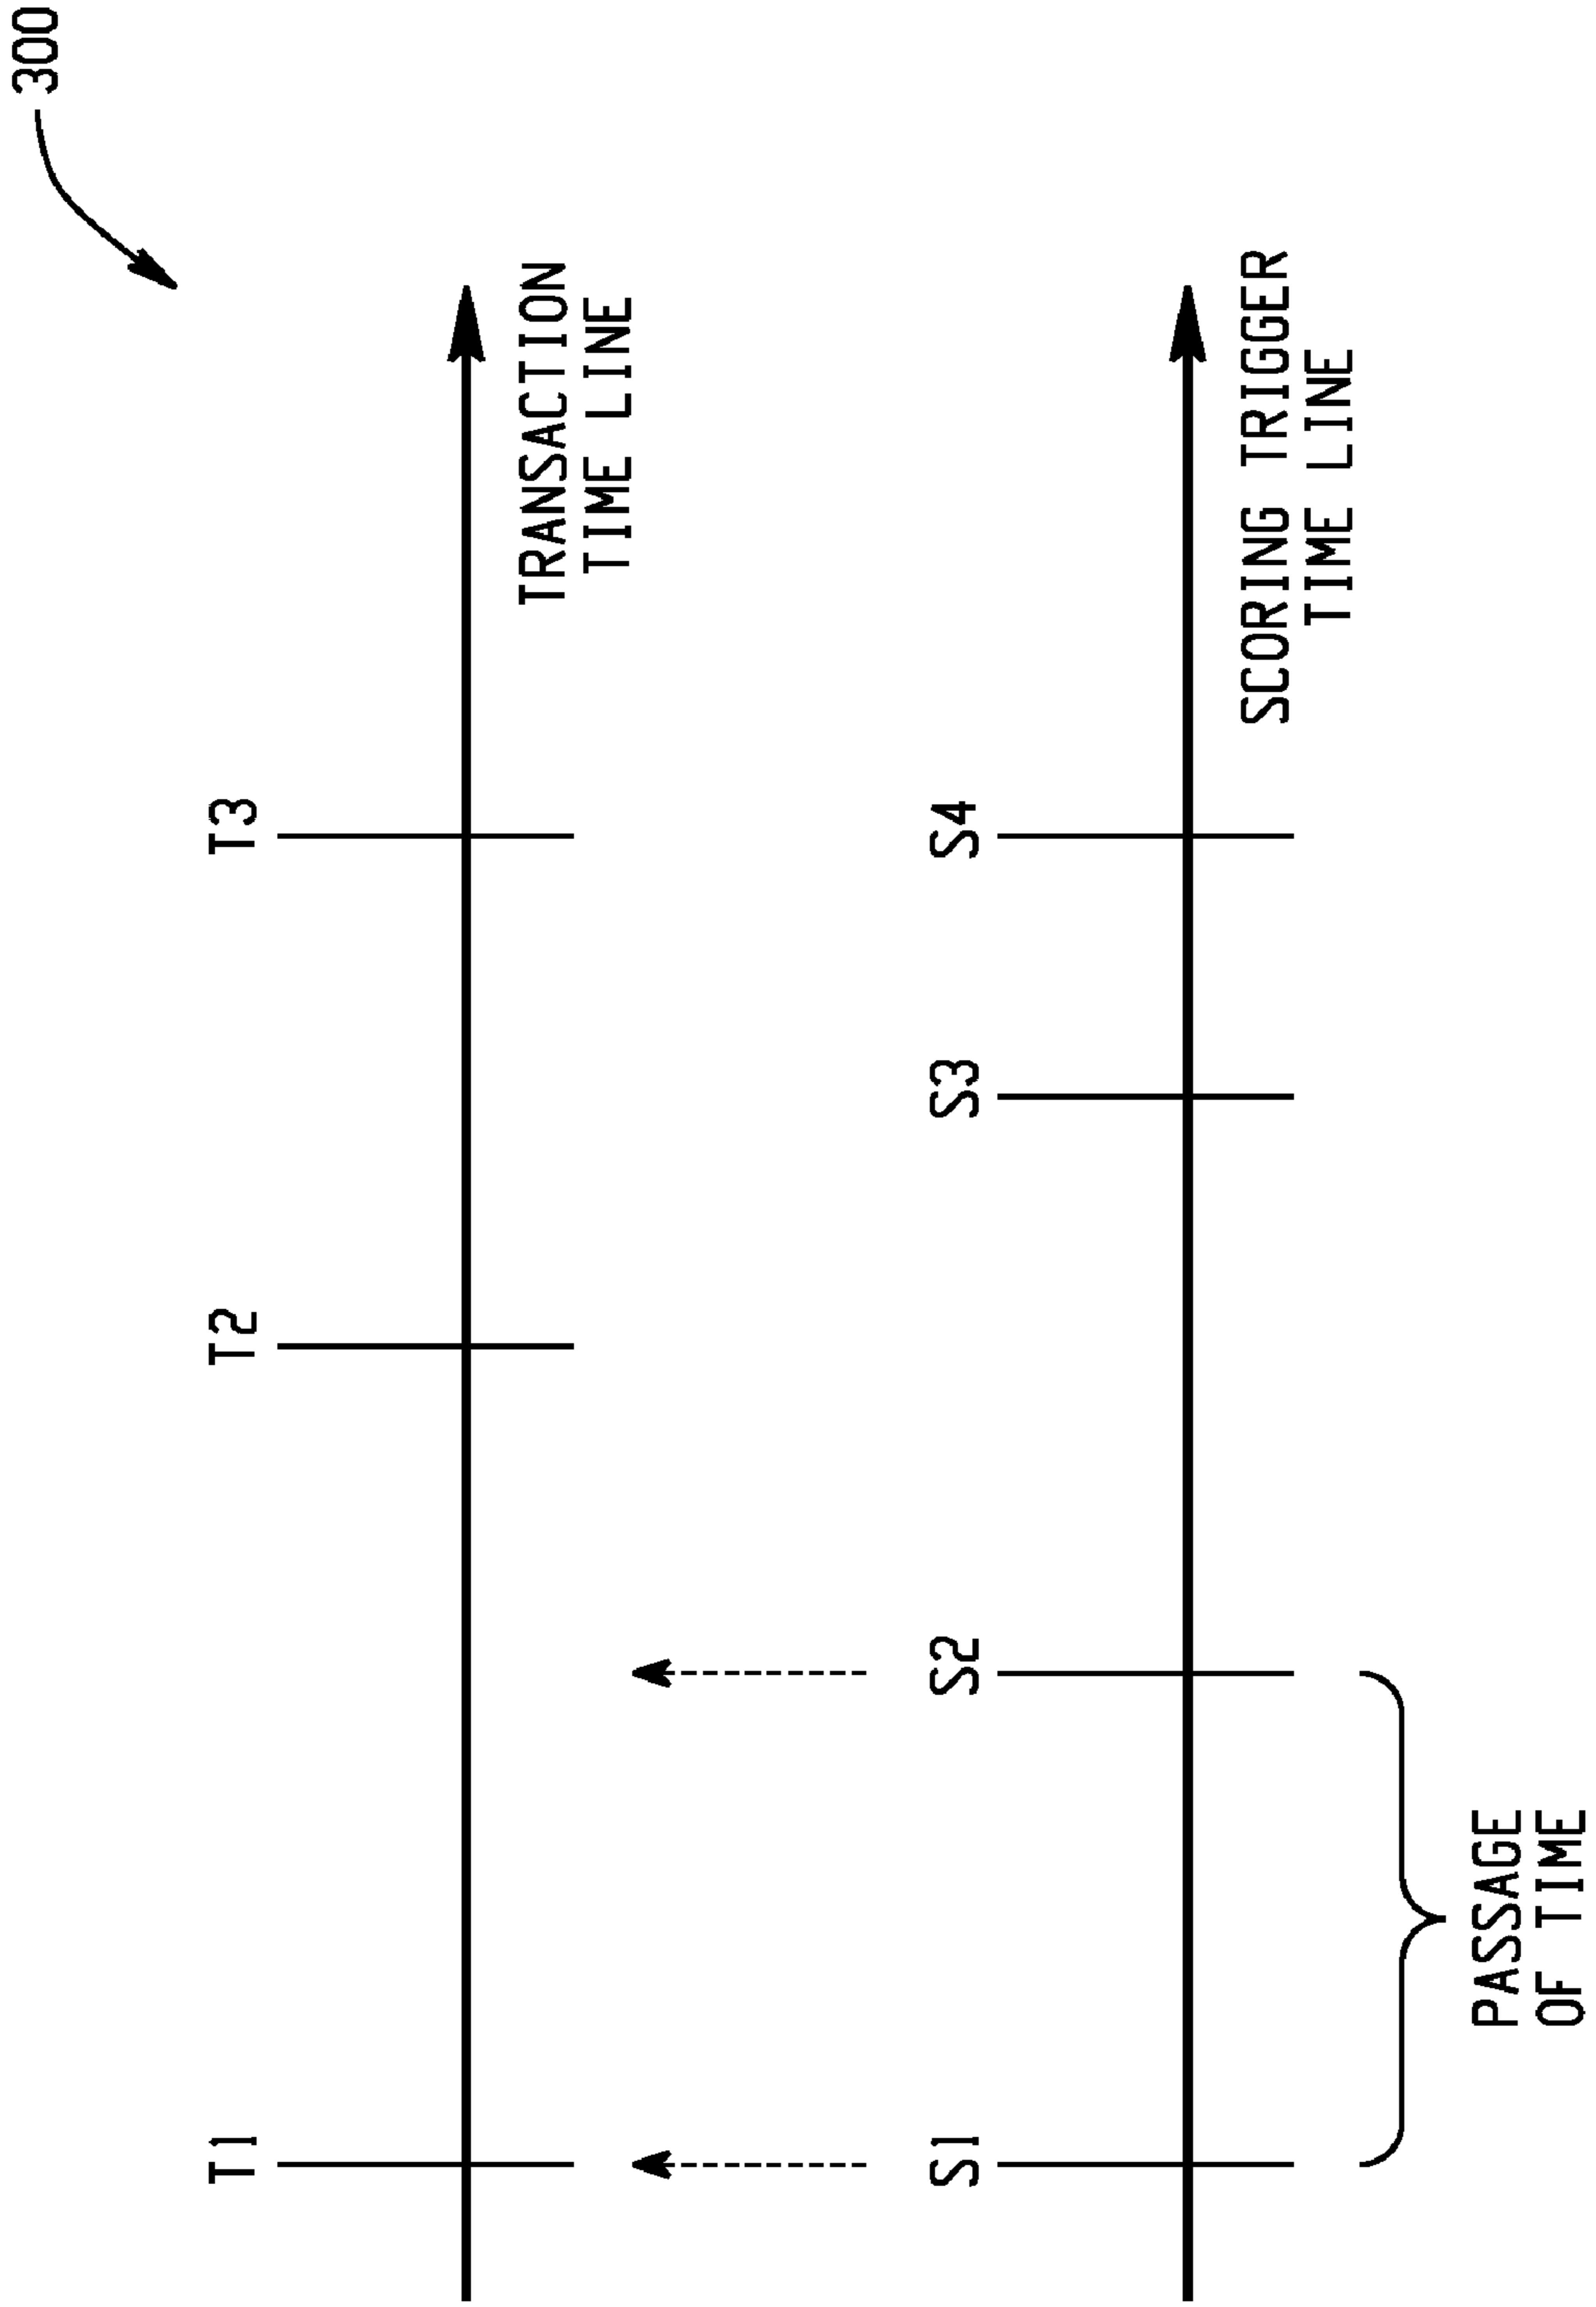 300
T1
T2
T3
TRANSACTION
TIME LINE
S1
S2
S3
S4
SCORING TRIGGER
TIME LINE
PASSAGE
OF TIME